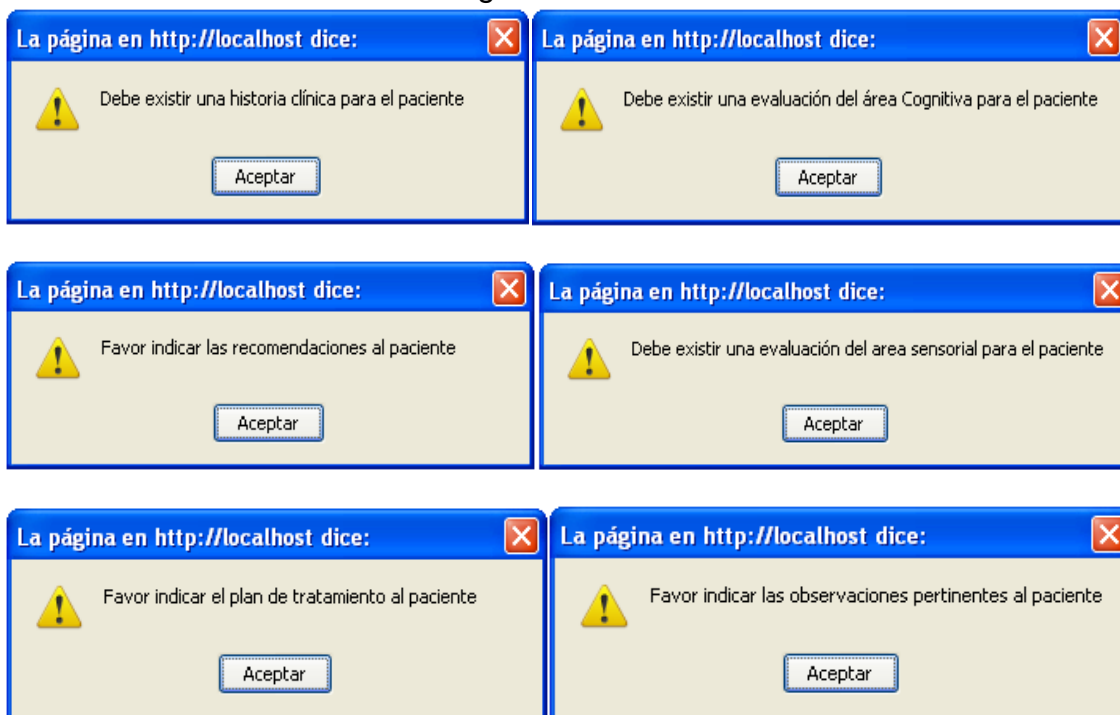 La página en http://localhost dice:
Debe existir una historia clínica para el paciente
Aceptar
La página en http://localhost dice:
Debe existir una evaluación del área Cognitiva para el paciente
Aceptar
La página en http://localhost dice:
Favor indicar las recomendaciones al paciente
Aceptar
La página en http://localhost dice:
Debe existir una evaluación del area sensorial para el paciente
Aceptar
La página en http://localhost dice:
Favor indicar el plan de tratamiento al paciente
Aceptar
La página en http://localhost dice:
Favor indicar las observaciones pertinentes al paciente
Aceptar